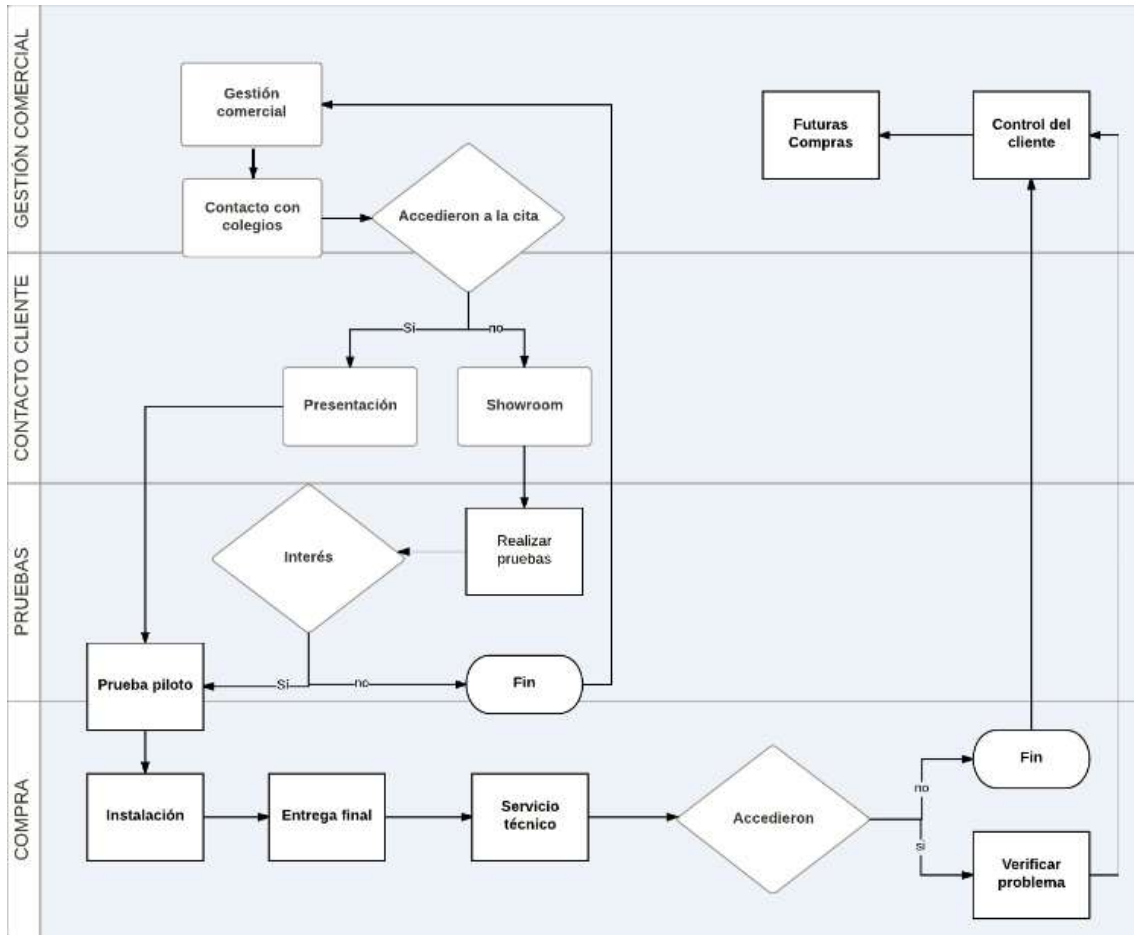 GESTIÓN COMERCIAL
Gestión
comercial
Contacto con
colegios
Accedieron a la cita
Futuras
Compras
Control del
cliente
CONTACTO CLIENTE
Si
no
Presentación
Showroom
PRUEBAS
Interés
Realizar
pruebas
Prueba piloto
Si
no
Fin
COMPRA
Instalación
Entrega final
Servicio
técnico
Accedieron
no
Si
Fin
Verificar
problema